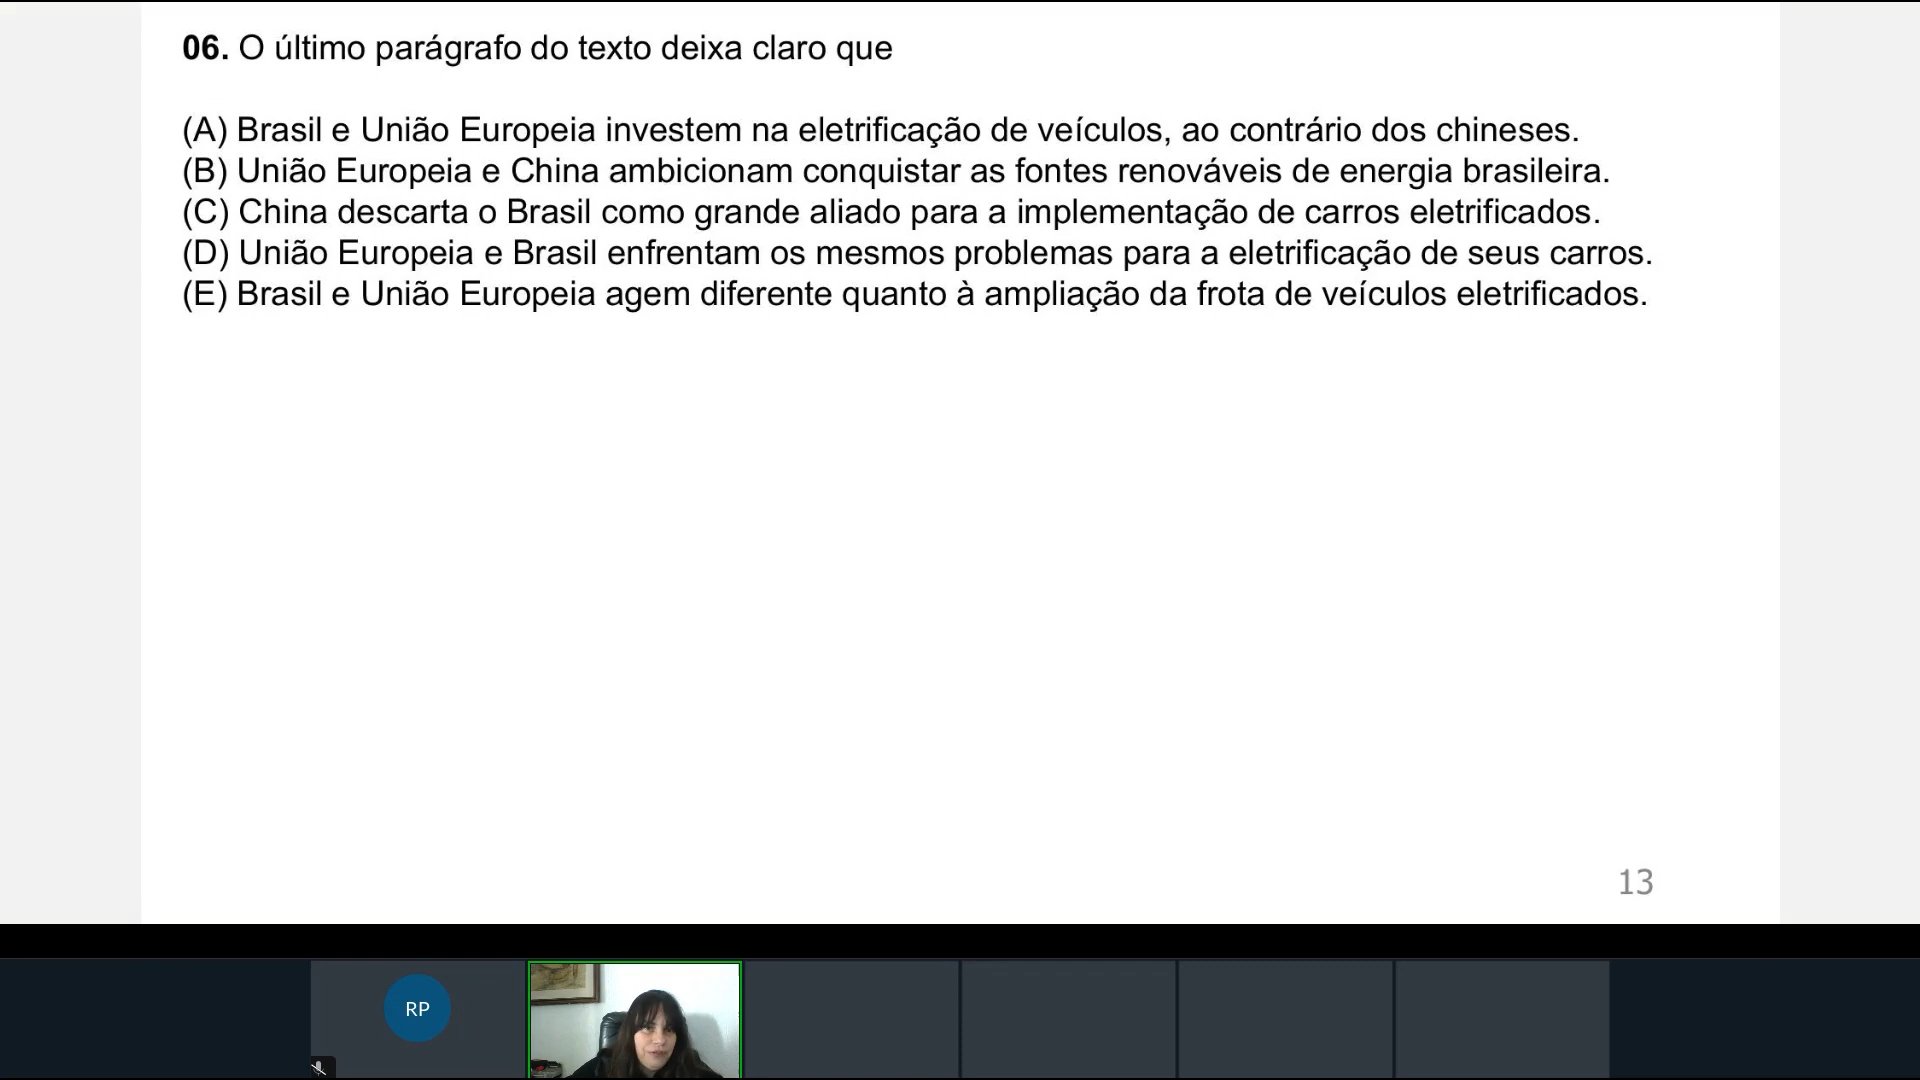 06. O último parágrafo do texto deixa claro que
(A) Brasil e União Europeia investem na eletrificação de veículos, ao contrário dos chineses.
(B) União Europeia e China ambicionam conquistar as fontes renováveis de energia brasileira.
(C) China descarta o Brasil como grande aliado para a implementação de carros eletrificados.
(D) União Europeia e Brasil enfrentam os mesmos problemas para a eletrificação de seus carros.
(E) Brasil e União Europeia agem diferente quanto à ampliação da frota de veículos eletrificados.
13
RP